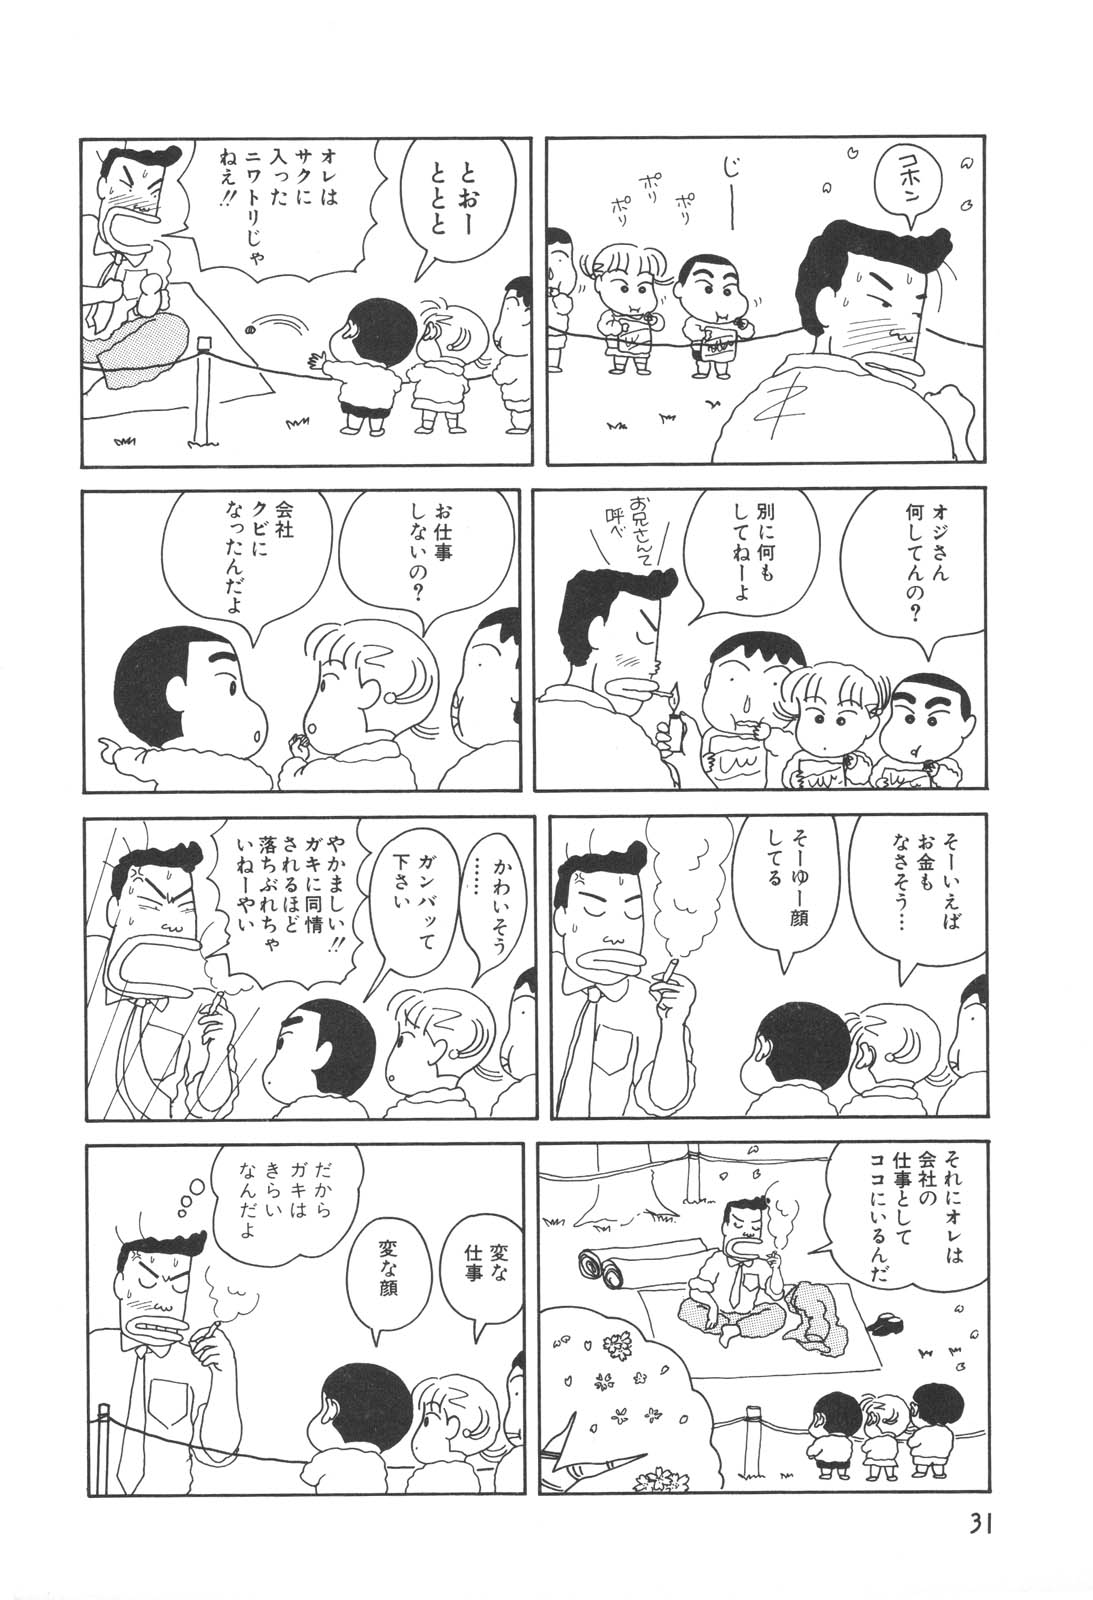 コホン
じー
ポリ
ポリ
ポリ
とおー
ととと
オレは
サクに
入った
ニワトリじゃ
ねえ!!
オジさん
何してんの?
別に何も
してねーよ
お兄さんて
呼べ
お仕事
しないの?
会社
クビに
なったんだよ
そーいえば
お金も
なさそう…
そーゆー顔
してる
かわいそう
……
ガンバッて
下さい
やかましい!!
ガキに同情
されるほど
落ちぶれちゃ
いねーやい
それにオレは
会社の
仕事として
ココにいるんだ
変な
仕事
変な顔
だから
ガキは
きらい
なんだよ
31